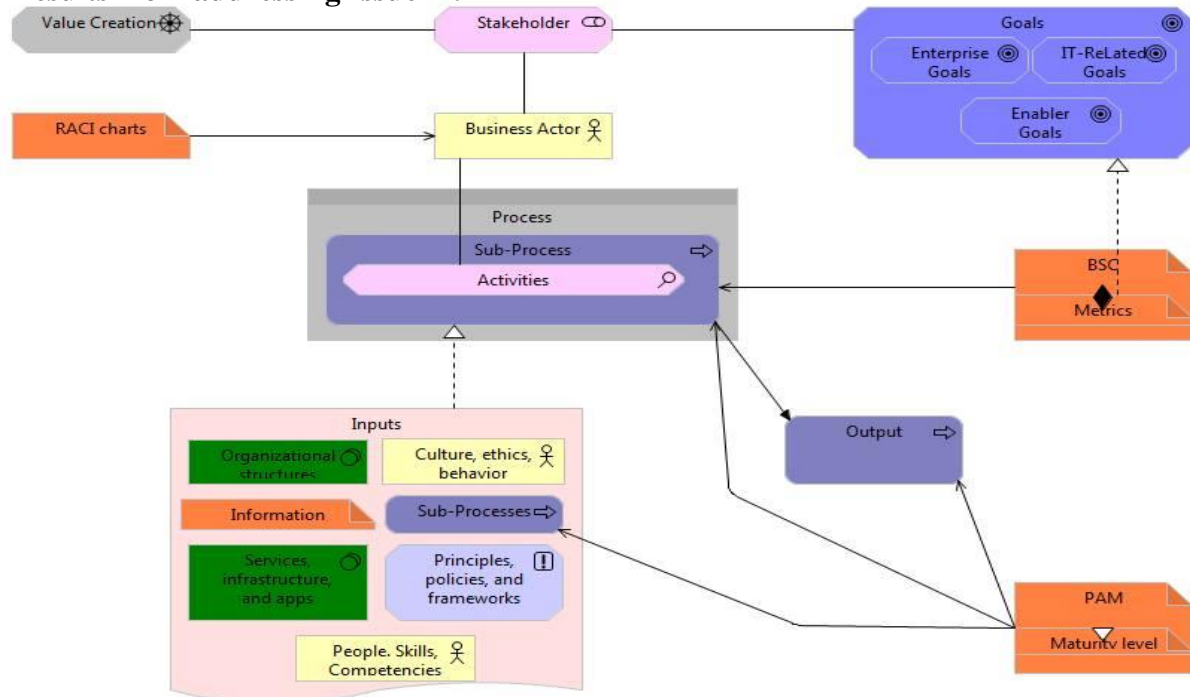 Value Creation
Stakeholder
Goals
Enterprise
Goals
IT-ReLated
Goals
Enabler
Goals
RACI charts
Business Actor
Process
Sub-Process
Activities
BSC
Metrics
Inputs
Organizational
structures
Culture, ethics,
behavior
Information
Sub-Processes
Services,
infrastructure,
and apps
Principles,
policies, and
frameworks
People. Skills,
Competencies
Output
PAM
Maturity level